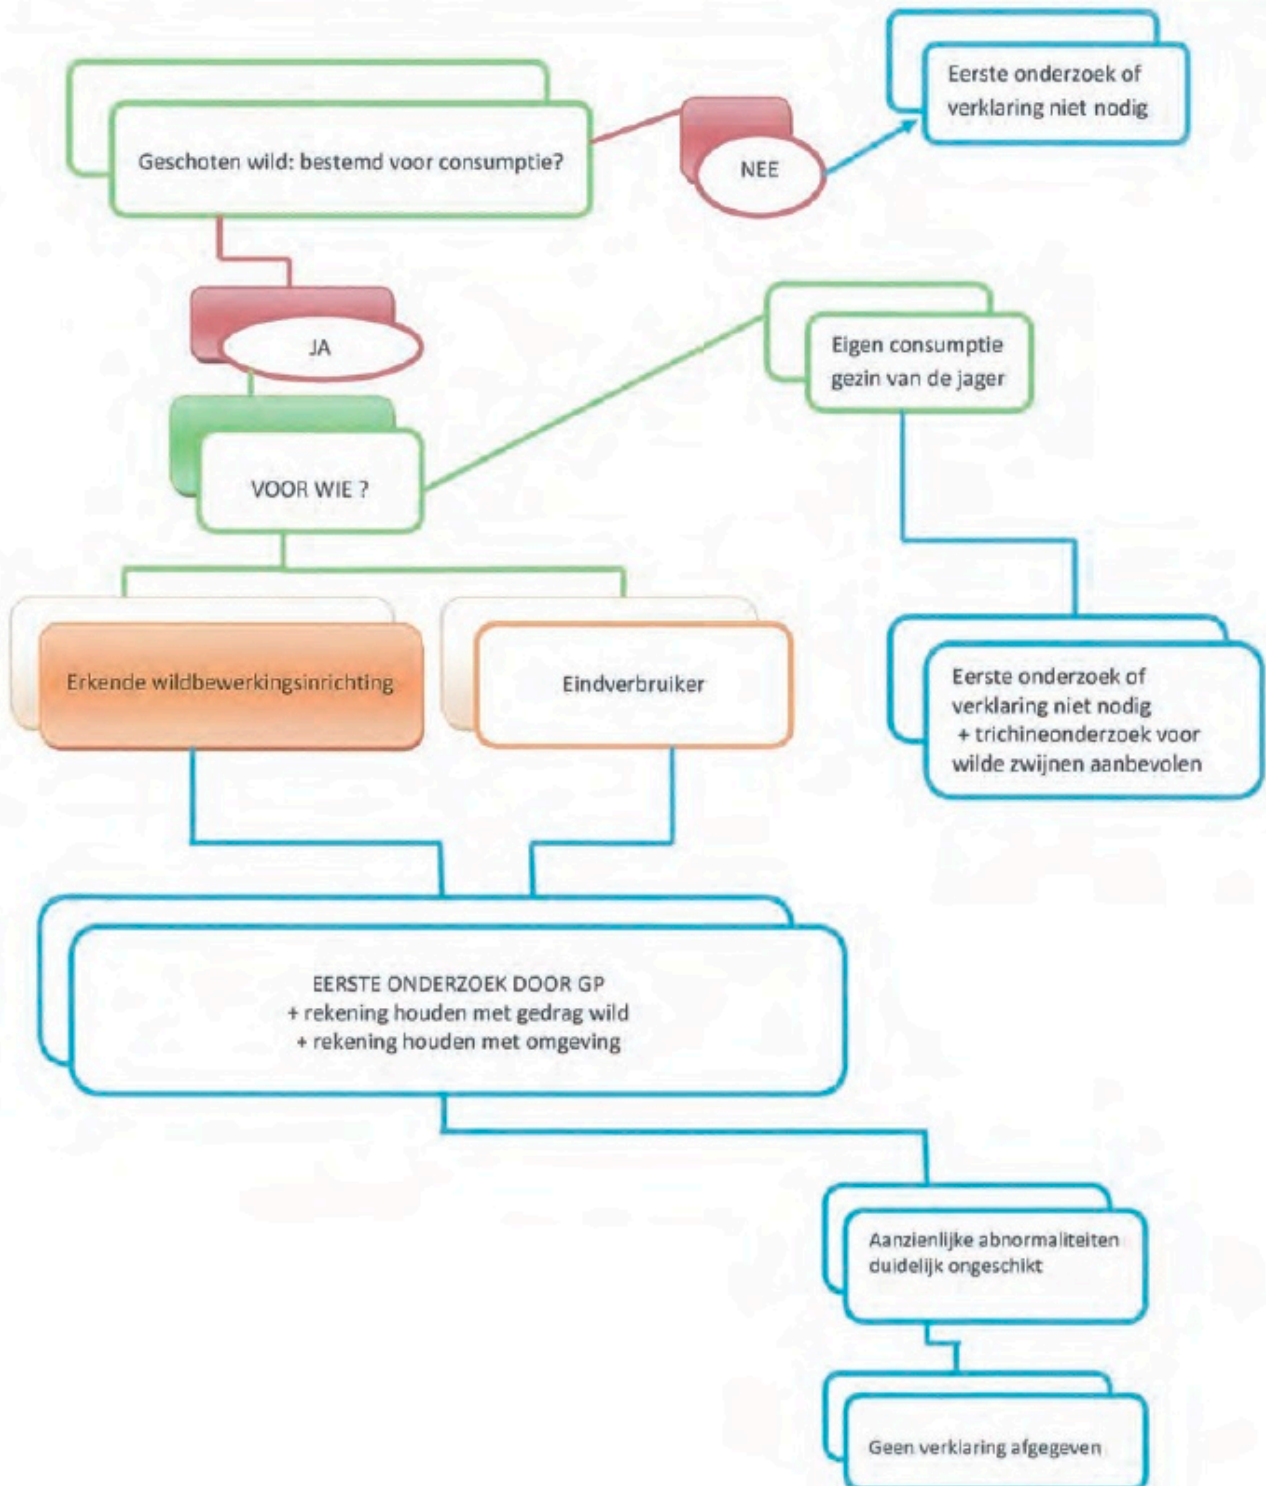 Eerste onderzoek of
verklaring niet nodig
Geschoten wild: bestemd voor consumptie?
NEE
JA
Eigen consumptie
gezin van de jager
VOOR WIE ?
Erkende wildbewerkingsinrichting
Eindverbruiker
Eerste onderzoek of
verklaring niet nodig
+ trichineonderzoek voor
wilde zwijnen aanbevolen
EERSTE ONDERZOEK DOOR GP
+ rekening houden met gedrag wild
+ rekening houden met omgeving
Aanzienlijke abnormaliteiten
duidelijk ongeschikt
Geen verklaring afgegeven